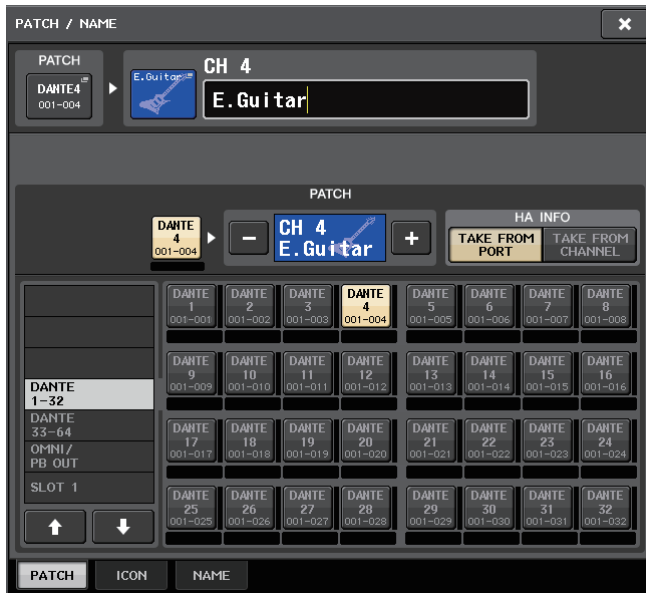 PATCH / NAME
PATCH
DANTE4
001-004
E.Guitar
CH 4
E.Guitar
PATCH
DANTE
4
001-004
CH 4
E.Guitar
HA INFO
TAKE FROM
PORT
TAKE FROM
CHANNEL
DANTE
1-32
DANTE
33-64
OMNI/
PB OUT
SLOT 1
DANTE DANTE DANTE DANTE DANTE DANTE DANTE DANTE
1 2 3 4 5 6 7 8
001-001 001-002 001-003 001-004 001-005 001-006 001-007 001-008
DANTE DANTE DANTE DANTE DANTE DANTE DANTE DANTE
9 10 11 12 13 14 15 16
001-009 001-010 001-011 001-012 001-013 001-014 001-015 001-016
DANTE DANTE DANTE DANTE DANTE DANTE DANTE DANTE
17 18 19 20 21 22 23 24
001-017 001-018 001-019 001-020 001-021 001-022 001-023 001-024
DANTE DANTE DANTE DANTE DANTE DANTE DANTE DANTE
25 26 27 28 29 30 31 32
001-025 001-026 001-027 001-028 001-029 001-030 001-031 001-032
PATCH ICON NAME